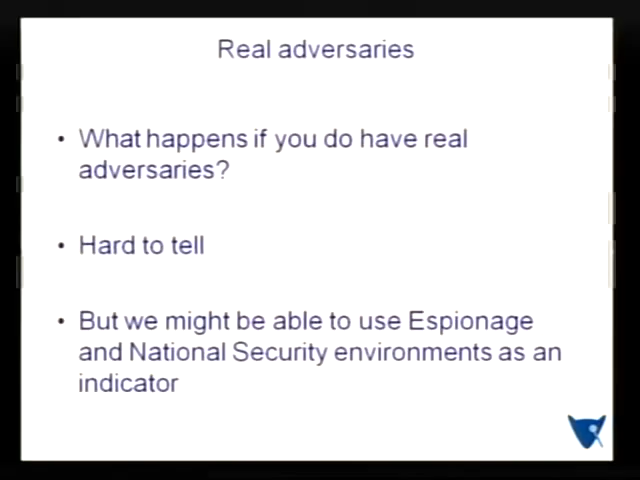 Real adversaries
• What happens if you do have real
adversaries?
• Hard to tell
• But we might be able to use Espionage
and National Security environments as an
indicator